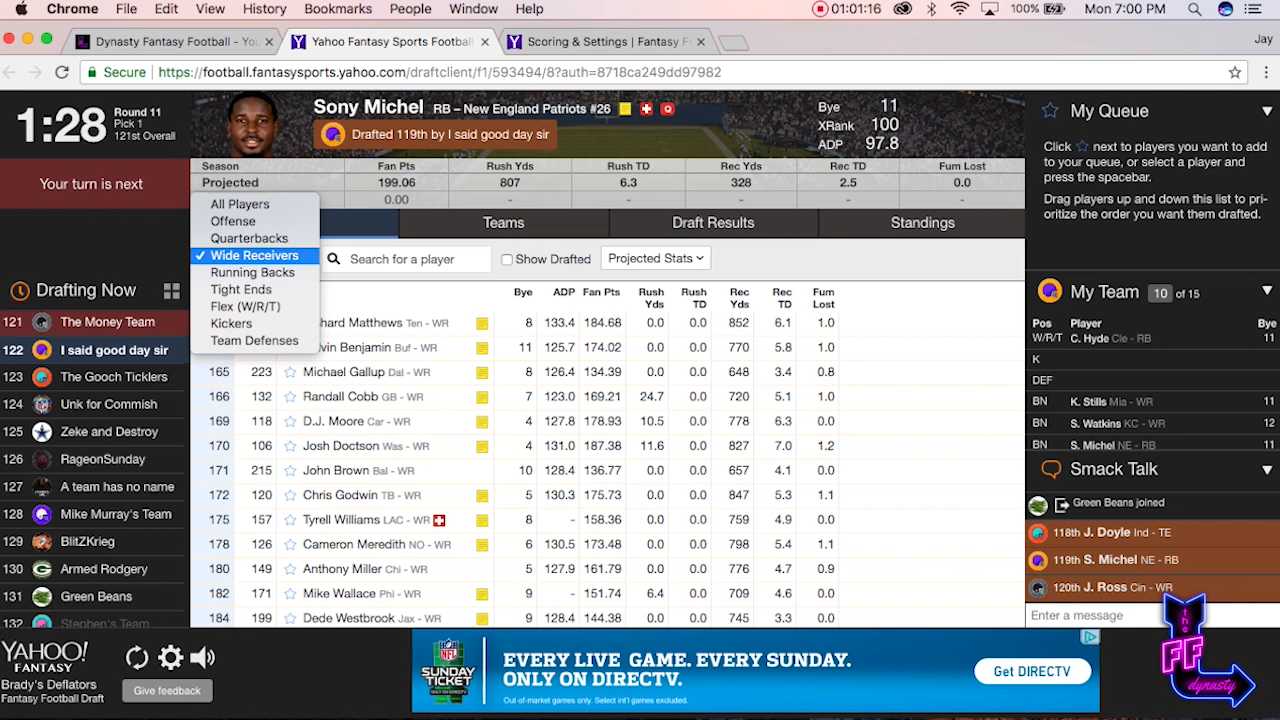 Chrome File Edit View History Bookmarks People Window Help 01:01:16 100% Mon 7:00 PM
Dynasty Fantasy Football - You × Yahoo Fantasy Sports Football × Scoring & Settings | Fantasy F × Jay
Secure https://football.fantasysports.yahoo.com/draftclient/f1/593494/8?auth=8718ca249dd97982
1:28
Round 11
Pick 1
121st Overall
Your turn is next
Sony Michel RB – New England Patriots #26
Drafted 119th by I said good day sir
Bye 11
XRank 100
ADP 97.8
Season Fan Pts Rush Yds Rush TD Rec Yds Rec TD Fum Lost
Projected 199.06 807 6.3 328 2.5 0.0
0.00 - - - - -
All Players
Offense
Quarterbacks
✓ Wide Receivers
Running Backs
Tight Ends
Flex (W/R/T)
Kickers
Team Defenses
Teams Draft Results Standings
Search for a player Show Drafted Projected Stats
Bye ADP Fan Pts Rush Yds Rush TD Rec Yds Rec TD Fum Lost
hard Matthews Ten - WR 8 133.4 184.68 0.0 0.0 852 6.1 1.0
vin Benjamin Buf - WR 11 125.7 174.02 0.0 0.0 770 5.8 1.0
165 223 Michael Gallup Dal - WR 8 126.4 134.39 0.0 0.0 648 3.4 0.8
166 132 Randall Cobb GB - WR 7 123.0 169.21 24.7 0.0 720 5.1 1.0
169 118 D.J. Moore Car - WR 4 127.8 178.93 10.5 0.0 778 6.3 0.0
170 106 Josh Doctson Was - WR 4 131.0 187.38 11.6 0.0 827 7.0 1.2
171 215 John Brown Bal - WR 10 128.4 136.77 0.0 0.0 657 4.1 0.0
172 120 Chris Godwin TB - WR 5 130.3 175.73 0.0 0.0 847 5.3 1.1
175 157 Tyrell Williams LAC - WR 8 - 158.36 0.0 0.0 759 4.9 0.0
178 126 Cameron Meredith NO - WR 6 130.5 173.48 0.0 0.0 798 5.4 1.1
180 149 Anthony Miller Chi - WR 5 127.9 161.79 0.0 0.0 776 4.7 0.9
182 171 Mike Wallace Phi - WR 9 - 151.74 6.4 0.0 709 4.6 0.0
184 199 Dede Westbrook Jax - WR 9 128.4 144.38 0.0 0.0 745 3.3 0.0
Drafting Now
121 The Money Team
122 I said good day sir
123 The Gooch Ticklers
124 Unk for Commish
125 Zeke and Destroy
126 RageonSunday
127 A team has no name
128 Mike Murray's Team
129 BlitZKrieg
130 Armed Rodgery
131 Green Beans
132 Stephen's Team
My Queue
Click ☆ next to players you want to add
to your queue, or select a player and
press the spacebar.
Drag players up and down this list to pri-
oritize the order you want them drafted.
My Team 10 of 15
Pos Player Bye
W/R/T C. Hyde Cle - RB 11
K
DEF
BN K. Stills Mia - WR 11
BN S. Watkins KC - WR 12
BN S. Michel NE - RB 11
Smack Talk
Green Beans joined
118th J. Doyle Ind - TE
119th S. Michel NE - RB
120th J. Ross Cin - WR
Enter a message
YAHOO!
FANTASY
Brady's Deflators
Fantasy Football Draft
Give feedback
NFL
SUNDAY
TICKET
EVERY LIVE GAME. EVERY SUNDAY.
ONLY ON DIRECTV.
Out-of-market games only. Select int'l games excluded.
Get DIRECTV
the
FF
dynasty